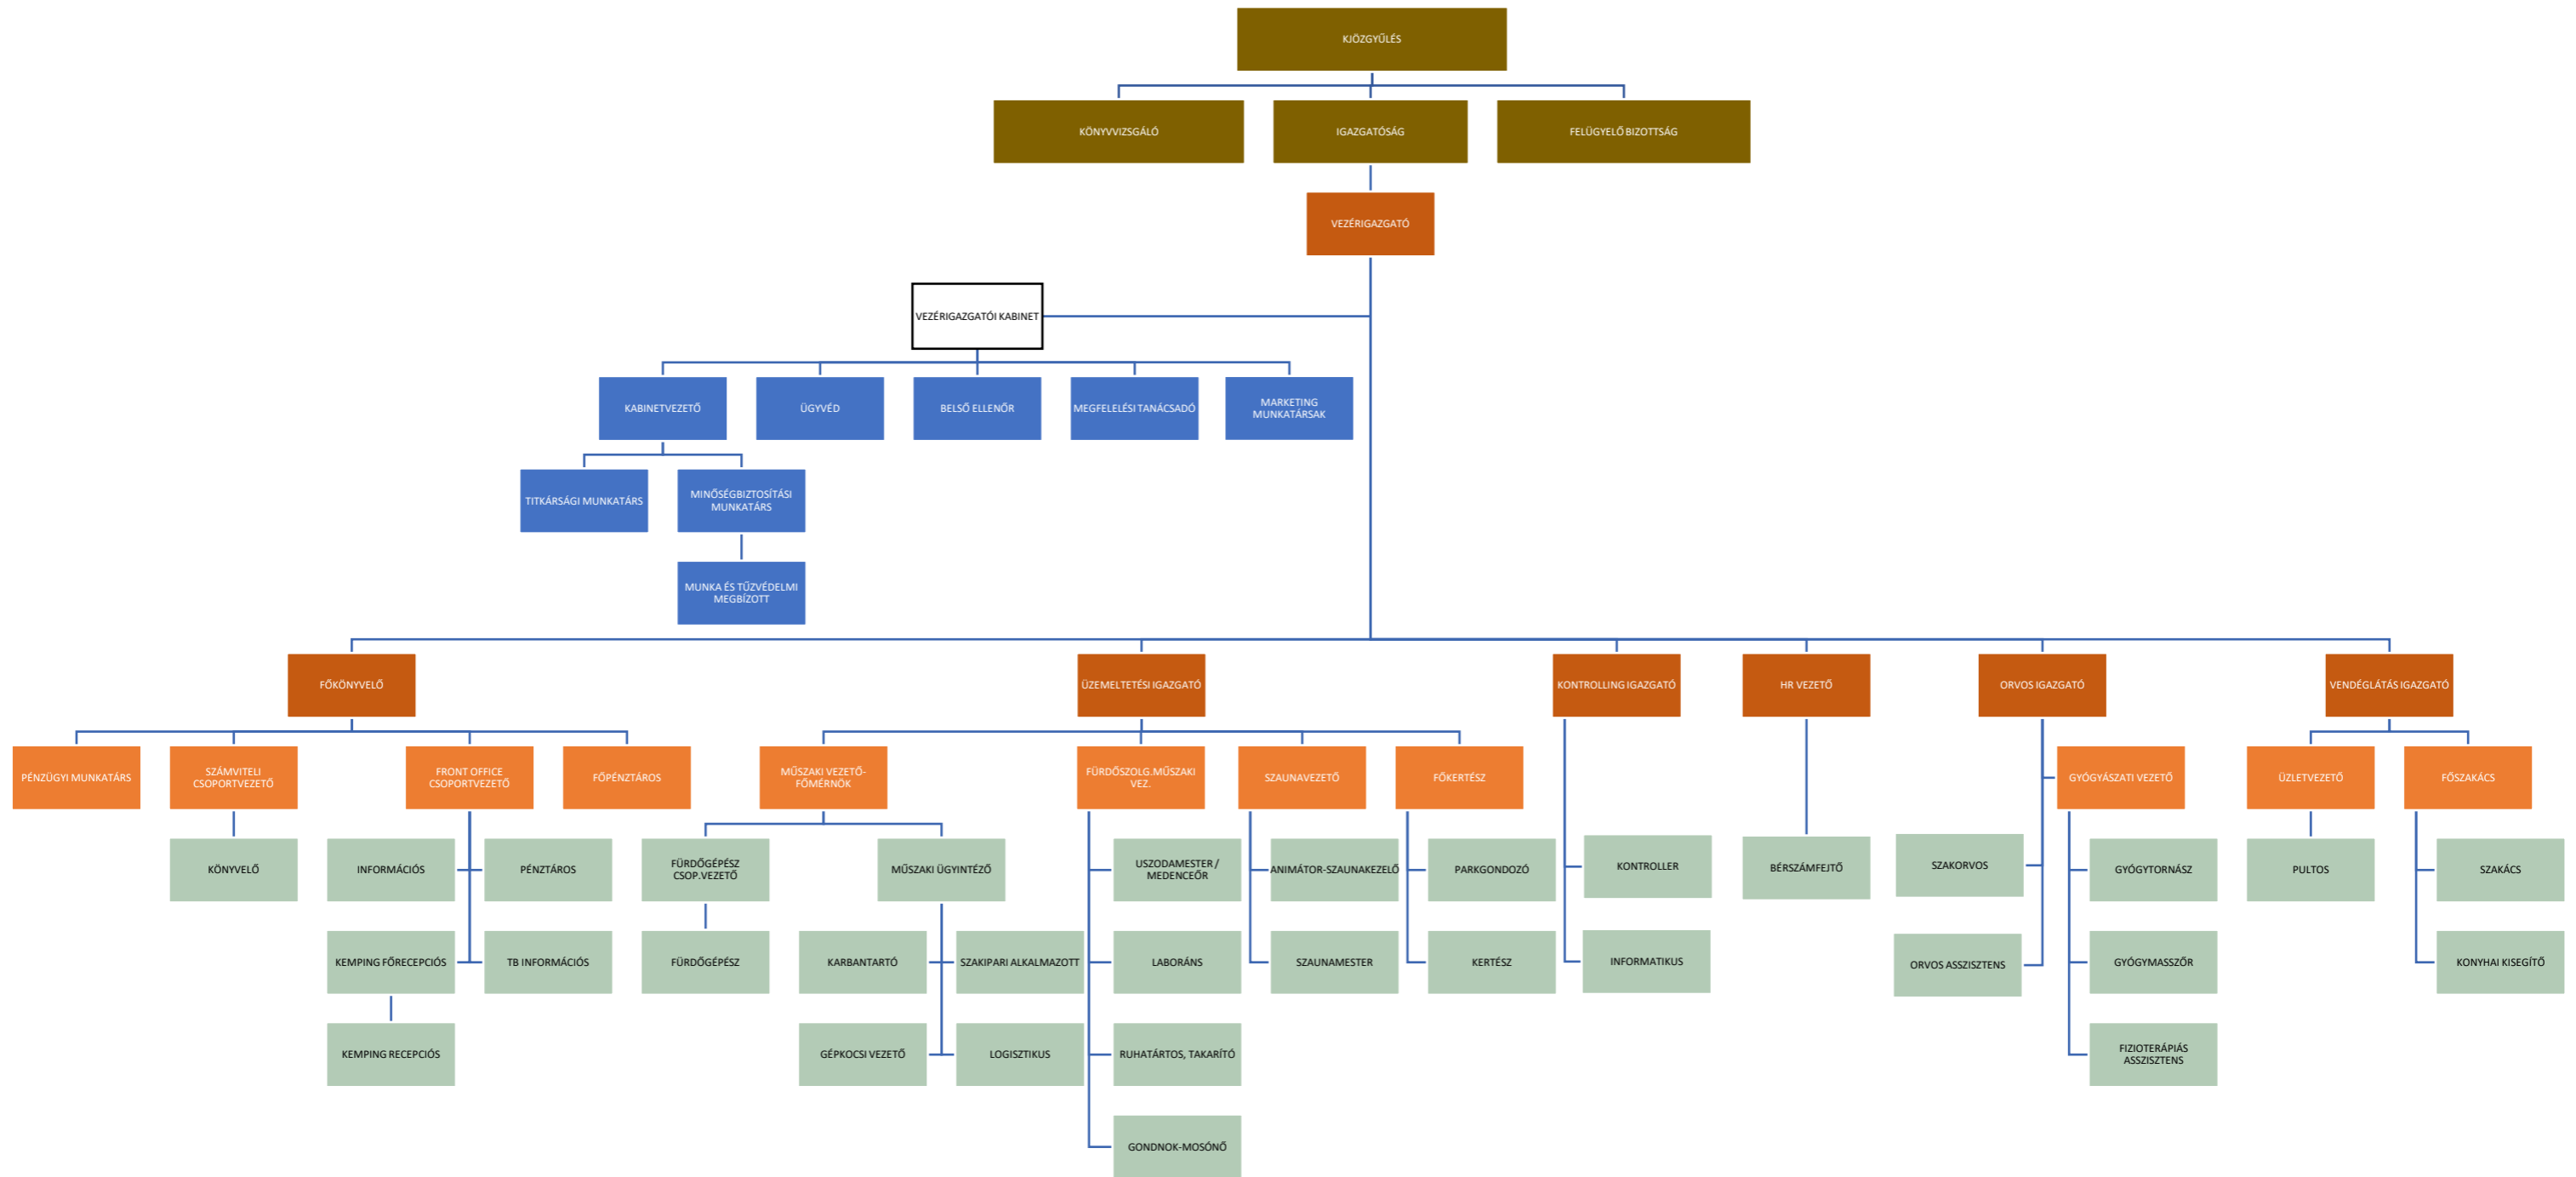 KJÖZGYŰLÉS
KÖNYVVIZSGÁLÓ
IGAZGATÓSÁG
FELÜGYELŐ BIZOTTSÁG
VEZÉRIGAZGATÓ
VEZÉRIGAZGATÓI KABINET
KABINETVEZETŐ
ÜGYVÉD
BELSŐ ELLENŐR
MEGFELELÉSI TANÁCSADÓ
MARKETING
MUNKATÁRSAK
TITKÁRSÁGI MUNKATÁRS
MINŐSÉGBIZTOSÍTÁSI
MUNKATÁRS
MUNKA ÉS TŰZVÉDELMI
MEGBÍZOTT
FŐKÖNYVELŐ
ÜZEMELTETÉSI IGAZGATÓ
KONTROLLING IGAZGATÓ
HR VEZETŐ
ORVOS IGAZGATÓ
VENDÉGLÁTÁS IGAZGATÓ
PÉNZÜGYI MUNKATÁRS
SZÁMVITELI
CSOPORTVEZETŐ
FRONT OFFICE
CSOPORTVEZETŐ
FŐPÉNZTÁROS
MŰSZAKI VEZETŐ-
FŐMÉRNÖK
FÜRDŐSZOLG.MŰSZAKI
VEZ.
SZAUNAVEZETŐ
FŐKERTÉSZ
GYÓGYÁSZATI VEZETŐ
ÜZLETVEZETŐ
FŐSZAKÁCS
KÖNYVELŐ
INFORMÁCIÓS
PÉNZTÁROS
FÜRDŐGÉPÉSZ
CSOP.VEZETŐ
MŰSZAKI ÜGYINTÉZŐ
USZODAMESTER /
MEDENCEŐR
ANIMÁTOR-SZAUNAKEZELŐ
PARKGONDOZÓ
KONTROLLER
BÉRSZÁMFEJTŐ
SZAKORVOS
GYÓGYTORNÁSZ
PULTOS
SZAKÁCS
KEMPING FŐRECEPCIÓS
TB INFORMÁCIÓS
FÜRDŐGÉPÉSZ
KARBANTARTÓ
SZAKIPARI ALKALMAZOTT
LABORÁNS
SZAUNAMESTER
KERTÉSZ
INFORMATIKUS
ORVOS ASSZISZTENS
GYÓGYMASSZŐR
KONYHAI KISEGÍTŐ
KEMPING RECEPCIÓS
GÉPKOCSI VEZETŐ
LOGISZTIKUS
RUHATÁRTOS, TAKARÍTÓ
FIZIOTERÁPIÁS
ASSZISZTENS
GONDNOK-MOSÓNŐ